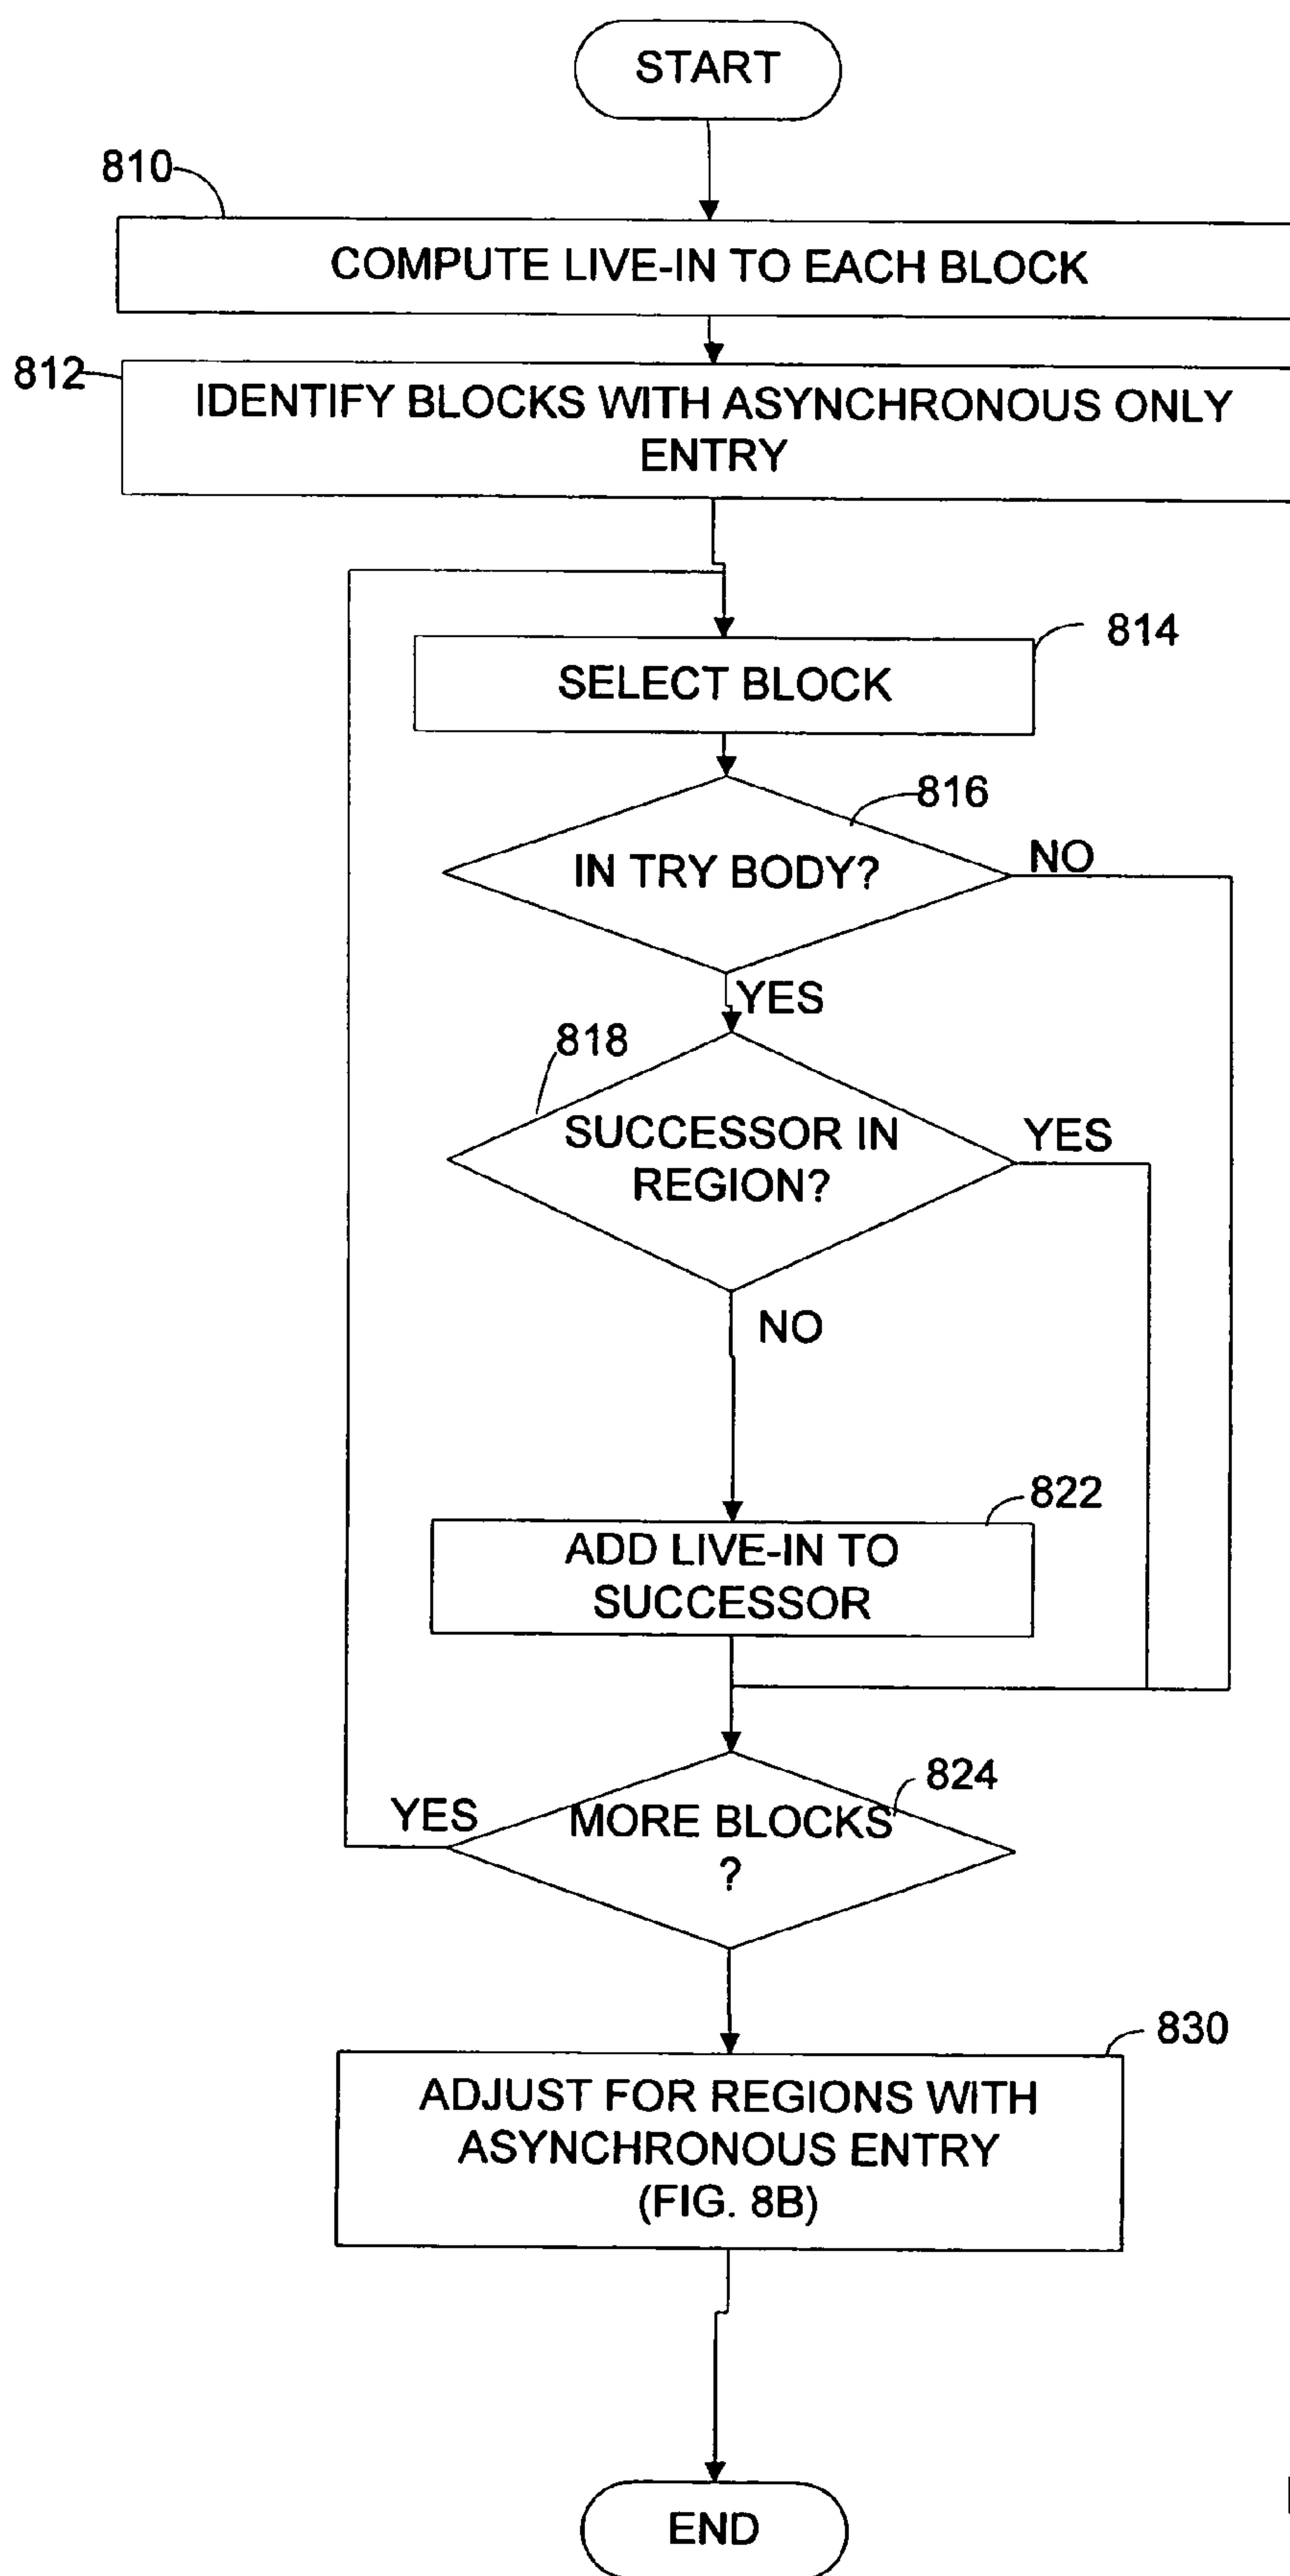 START
810
COMPUTE LIVE-IN TO EACH BLOCK
812
IDENTIFY BLOCKS WITH ASYNCHRONOUS ONLY
ENTRY
814
SELECT BLOCK
816
IN TRY BODY?
NO
YES
818
SUCCESSOR IN
REGION?
YES
NO
822
ADD LIVE-IN TO
SUCCESSOR
824
YES
MORE BLOCKS
?
830
ADJUST FOR REGIONS WITH
ASYNCHRONOUS ENTRY
(FIG. 8B)
END